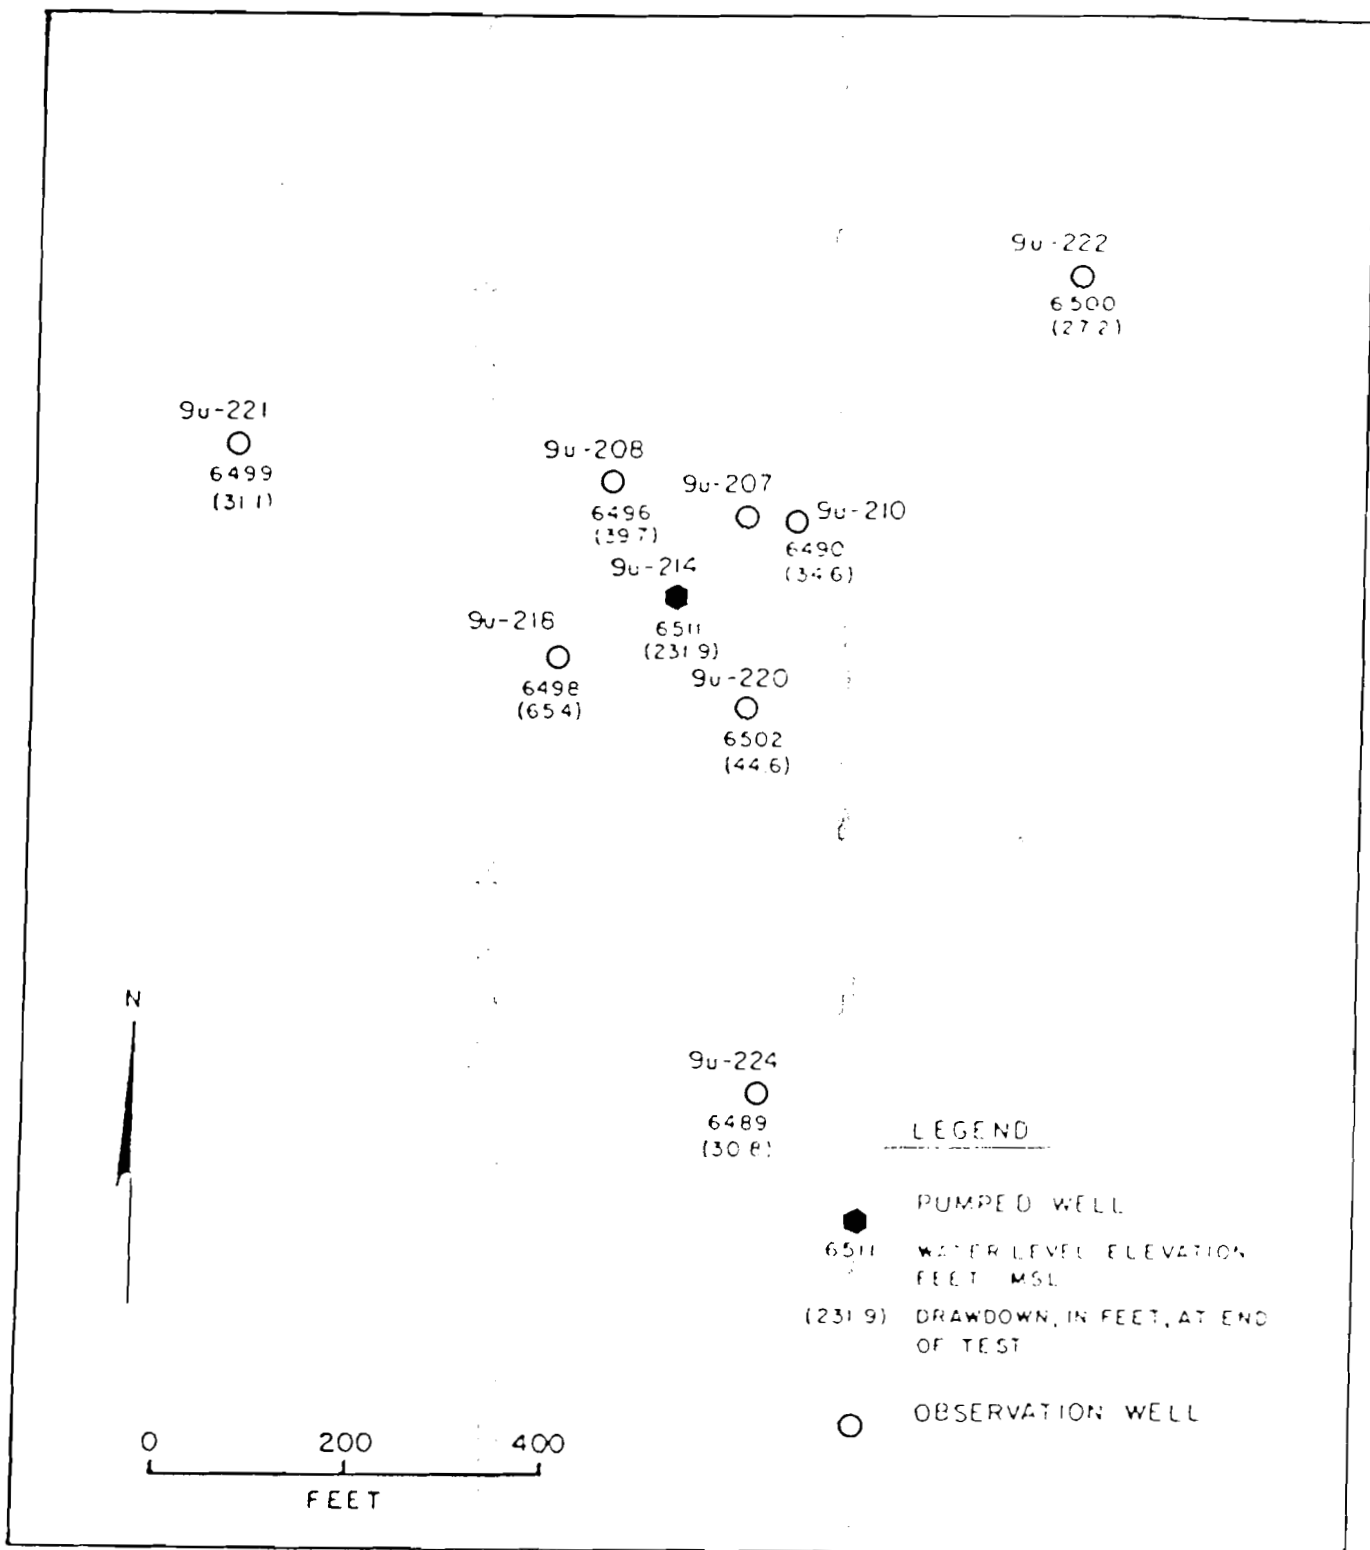 9u-222
6500
(27.2)
9u-221
6499
(31.1)
9u-208
6496
(39.7)
9u-207
9u-210
6490
(34.6)
9u-214
6511
(231.9)
9u-218
6498
(65.4)
9u-220
6502
(44.6)
N
9u-224
6489
(30.8)
LEGEND
PUMPED WELL
6511 WATER LEVEL ELEVATION
FEET MSL
(231.9) DRAWDOWN, IN FEET, AT END
OF TEST
OBSERVATION WELL
0 200 400
FEET